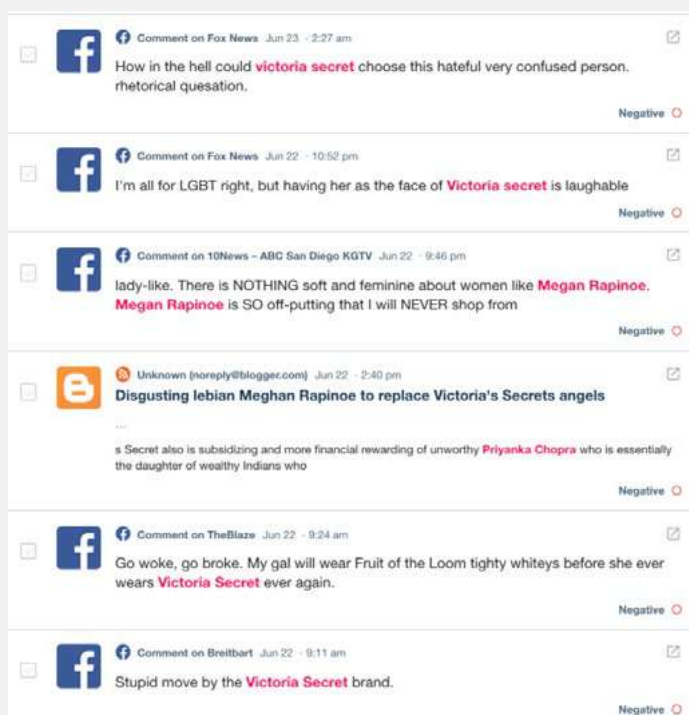 Comment on Fox News Jun 23 · 2:27 am
How in the hell could victoria secret choose this hateful very confused person.
rhetorical quesation.
Negative
Comment on Fox News Jun 22 · 10:52 pm
I'm all for LGBT right, but having her as the face of Victoria secret is laughable
Negative
Comment on 10News – ABC San Diego KGTV Jun 22 · 9:46 pm
lady-like. There is NOTHING soft and feminine about women like Megan Rapinoe.
Megan Rapinoe is SO off-putting that I will NEVER shop from
Negative
Unknown (noreply@blogger.com) Jun 22 · 2:40 pm
Disgusting lebian Meghan Rapinoe to replace Victoria's Secrets angels
...
s Secret also is subsidizing and more financial rewarding of unworthy Priyanka Chopra who is essentially
the daughter of wealthy Indians who
Negative
Comment on TheBlaze Jun 22 · 9:24 am
Go woke, go broke. My gal will wear Fruit of the Loom tighty whiteys before she ever
wears Victoria Secret ever again.
Negative
Comment on Breitbart Jun 22 · 9:11 am
Stupid move by the Victoria Secret brand.
Negative